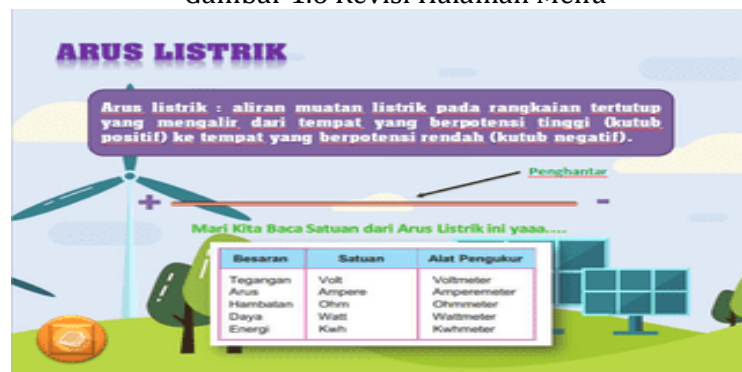 Gambar 1.6 Revisi Halaman Menu
ARUS LISTRIK
Arus listrik : aliran muatan listrik pada rangkaian tertutup
yang mengalir dari tempat yang berpotensi tinggi (kutub
positif) ke tempat yang berpotensi rendah (kutub negatif).
Penghantar
+ -
Mari Kita Baca Satuan dari Arus Listrik ini yaaa....
Besaran Satuan Alat Pengukur
Tegangan Volt Voltmeter
Arus Ampere Amperemeter
Hambatan Ohm Ohmmeter
Daya Watt Wattmeter
Energi Kwh Kwhmeter